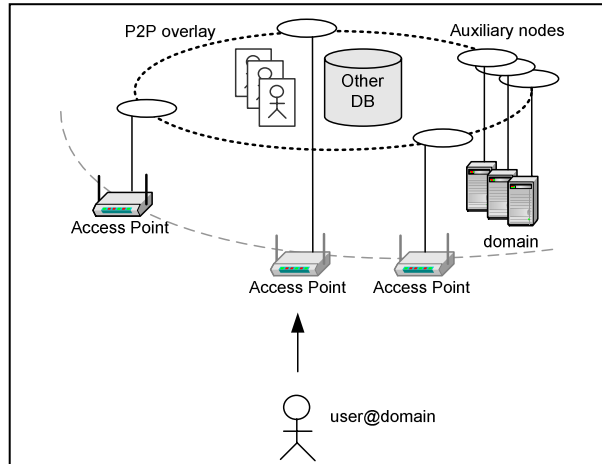 P2P overlay
Auxiliary nodes
Other
DB
Access Point
domain
Access Point
Access Point
user@domain